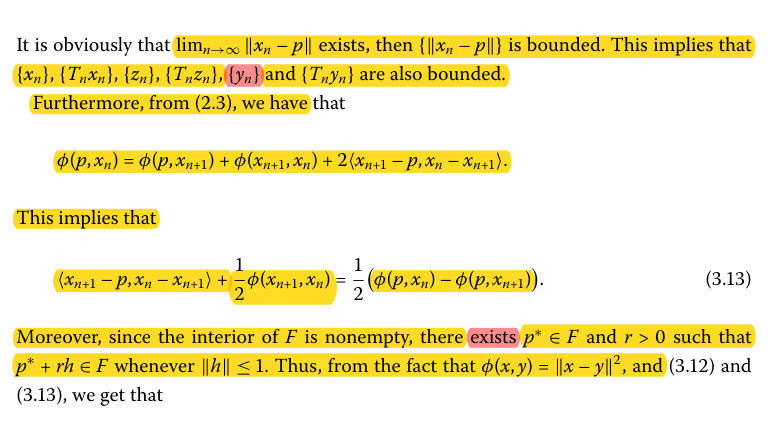 It is obviously that lim_{n→∞} ‖x_n − p‖ exists, then {‖x_n − p‖} is bounded. This implies that
{x_n}, {T_n x_n}, {z_n}, {T_n z_n}, {y_n} and {T_n y_n} are also bounded.
Furthermore, from (2.3), we have that
ϕ(p, x_n) = ϕ(p, x_{n+1}) + ϕ(x_{n+1}, x_n) + 2⟨x_{n+1} − p, x_n − x_{n+1}⟩.
This implies that
⟨x_{n+1} − p, x_n − x_{n+1}⟩ + 1/2 ϕ(x_{n+1}, x_n) = 1/2 (ϕ(p, x_n) − ϕ(p, x_{n+1})). (3.13)
Moreover, since the interior of F is nonempty, there exists p* ∈ F and r > 0 such that
p* + rh ∈ F whenever ‖h‖ ≤ 1. Thus, from the fact that ϕ(x, y) = ‖x − y‖², and (3.12) and
(3.13), we get that